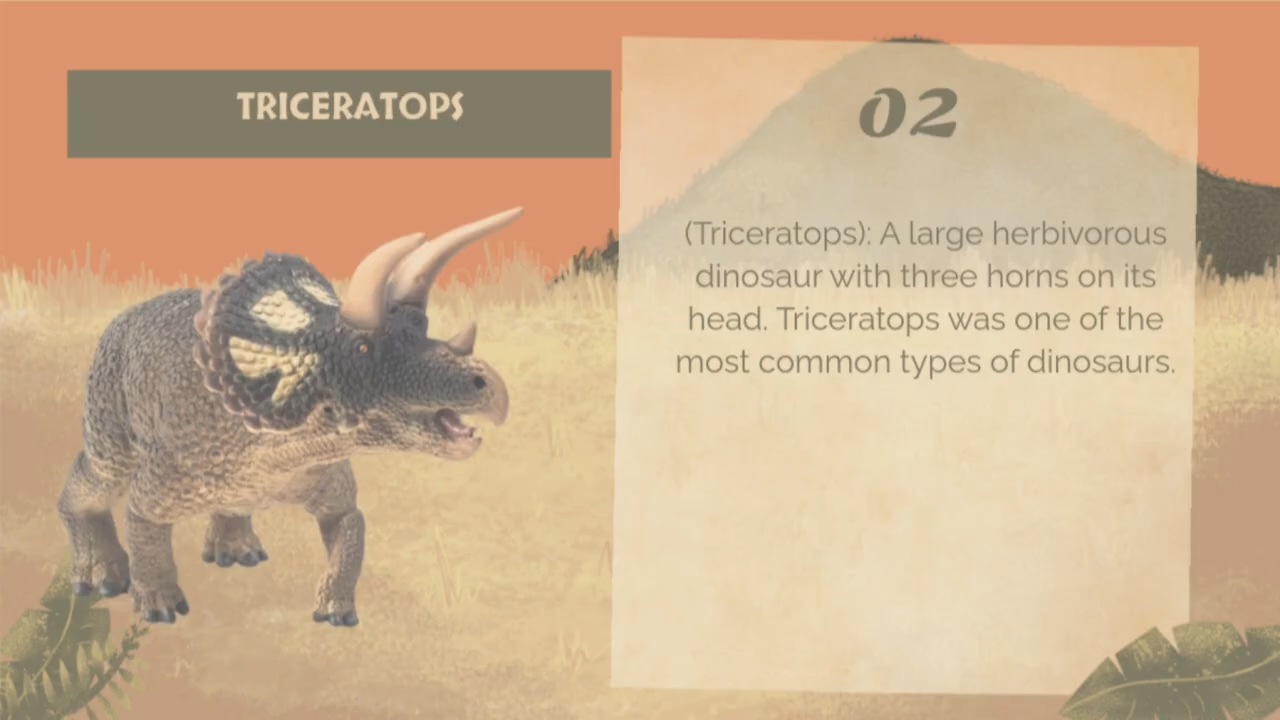 TRICERATOPS
02
(Triceratops): A large herbivorous
dinosaur with three horns on its
head. Triceratops was one of the
most common types of dinosaurs.